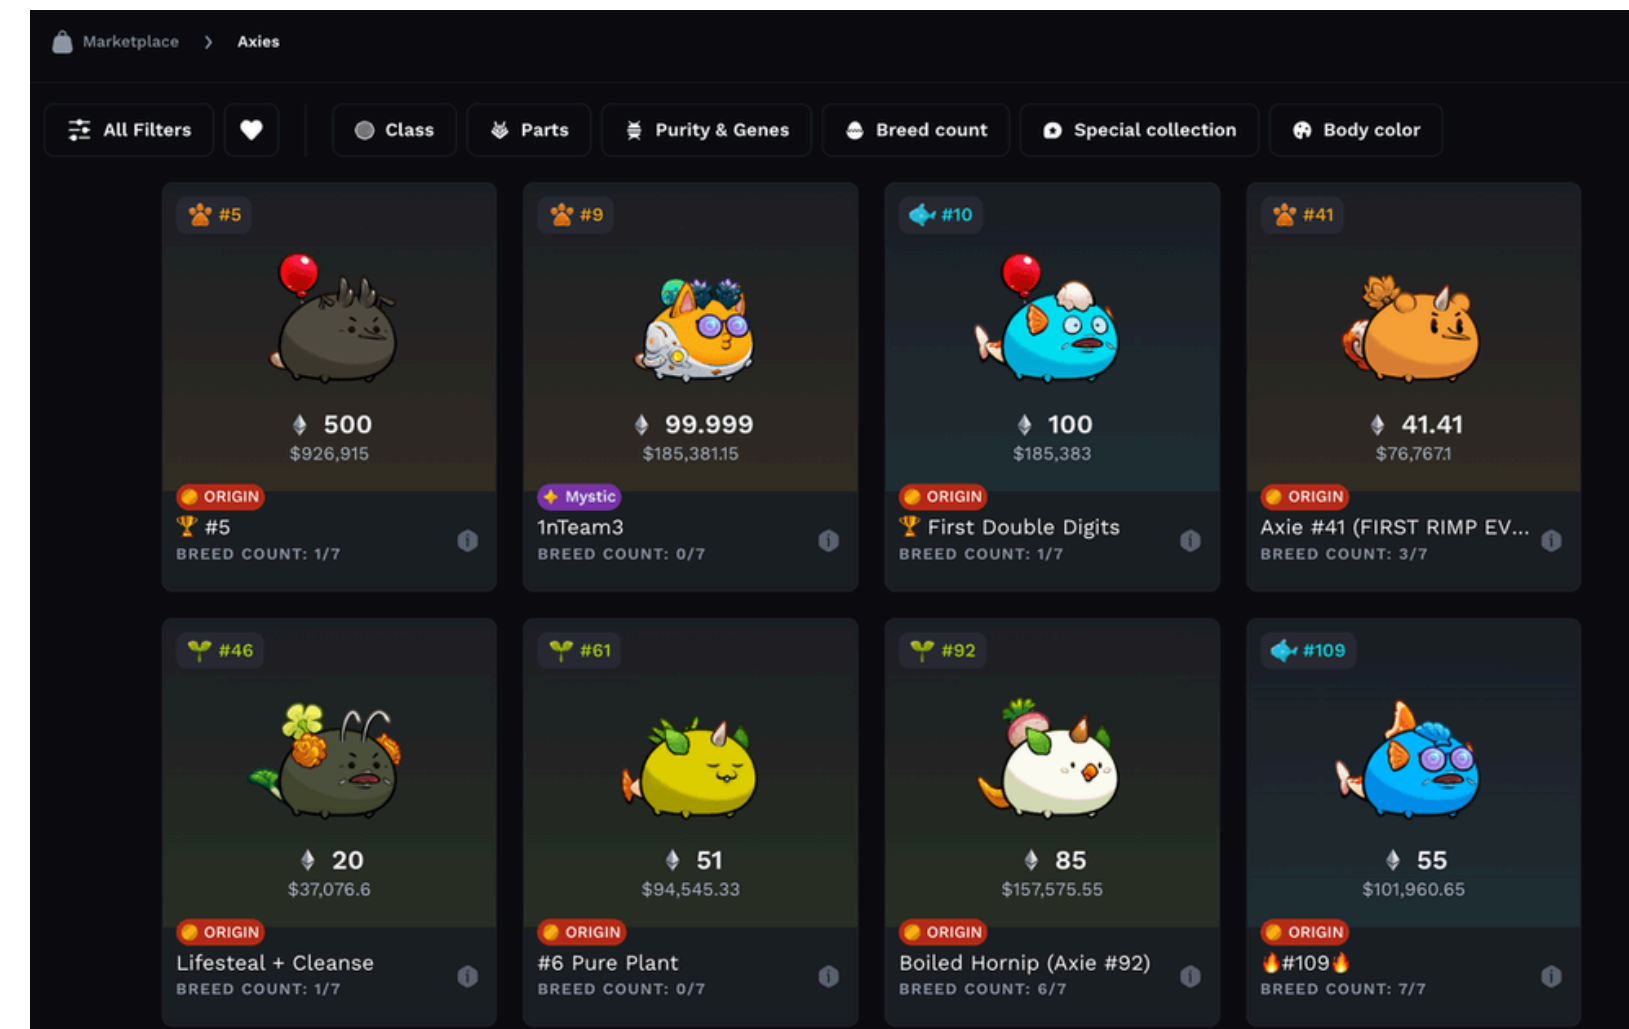 Marketplace > Axies
All Filters Class Parts Purity & Genes Breed count Special collection Body color
#5
500
$926,915
ORIGIN
🏆 #5
BREED COUNT: 1/7
#9
99.999
$185,381.15
Mystic
1nTeam3
BREED COUNT: 0/7
#10
100
$185,383
ORIGIN
🏆 First Double Digits
BREED COUNT: 1/7
#41
41.41
$76,767.1
ORIGIN
Axie #41 (FIRST RIMP EV...
BREED COUNT: 3/7
#46
20
$37,076.6
ORIGIN
Lifesteal + Cleanse
BREED COUNT: 1/7
#61
51
$94,545.33
ORIGIN
#6 Pure Plant
BREED COUNT: 0/7
#92
85
$157,575.55
ORIGIN
Boiled Hornip (Axie #92)
BREED COUNT: 6/7
#109
55
$101,960.65
ORIGIN
🔥#109🔥
BREED COUNT: 7/7